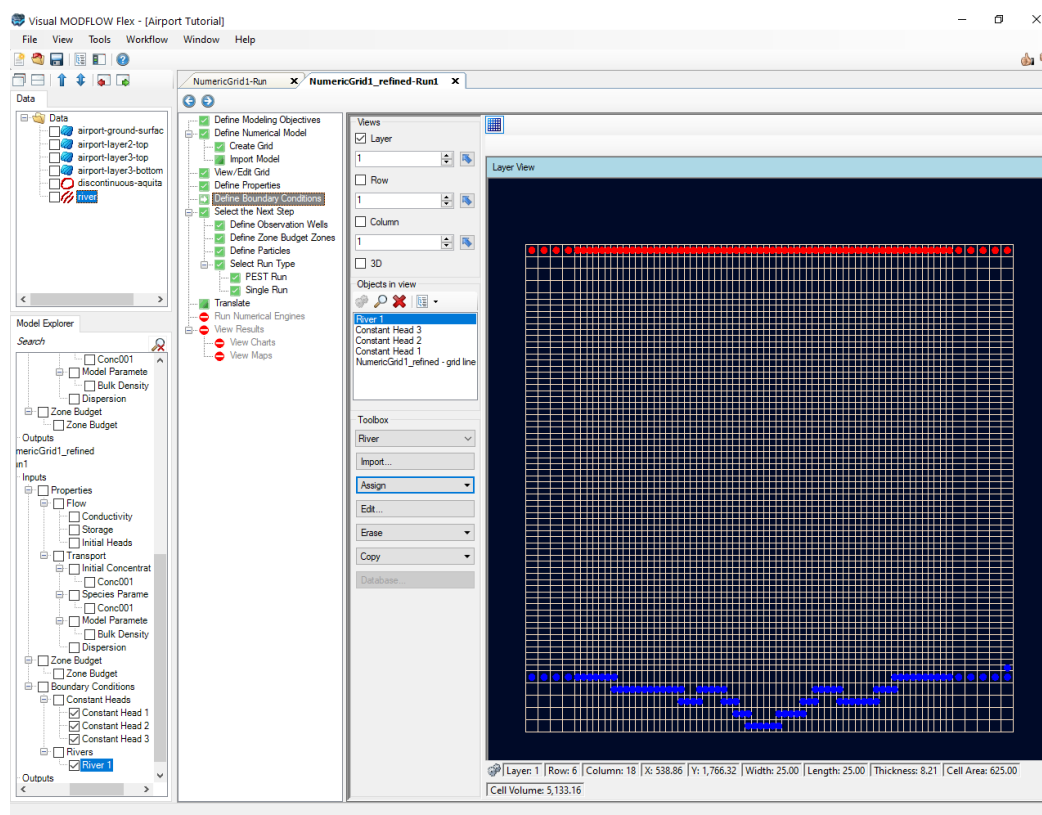 Visual MODFLOW Flex - [Airport Tutorial]
File View Tools Workflow Window Help
Data
Data
airport-ground-surfac
airport-layer2-top
airport-layer3-top
airport-layer3-bottom
discontinuous-aquita
river
Model Explorer
Search
Conc001
Model Paramete
Bulk Density
Dispersion
Zone Budget
Zone Budget
Outputs
mericGrid1_refined
un1
Inputs
Properties
Flow
Conductivity
Storage
Initial Heads
Transport
Initial Concentrat
Conc001
Species Parame
Conc001
Model Paramete
Bulk Density
Dispersion
Zone Budget
Zone Budget
Boundary Conditions
Constant Heads
Constant Head 1
Constant Head 2
Constant Head 3
Rivers
River 1
Outputs
NumericGrid1-Run X NumericGrid1_refined-Run1 X
Define Modeling Objectives
Define Numerical Model
Create Grid
Import Model
View/Edit Grid
Define Properties
Define Boundary Conditions
Select the Next Step
Define Observation Wells
Define Zone Budget Zones
Define Particles
Select Run Type
PEST Run
Single Run
Translate
Run Numerical Engines
View Results
View Charts
View Maps
Views
Layer
1
Row
1
Column
1
3D
Objects in view
River 1
Constant Head 3
Constant Head 2
Constant Head 1
NumericGrid1_refined - grid line
Toolbox
River
Import...
Assign
Edit...
Erase
Copy
Database...
Layer View
Layer: 1 Row: 6 Column: 18 X: 538.86 Y: 1,766.32 Width: 25.00 Length: 25.00 Thickness: 8.21 Cell Area: 625.00
Cell Volume: 5,133.16